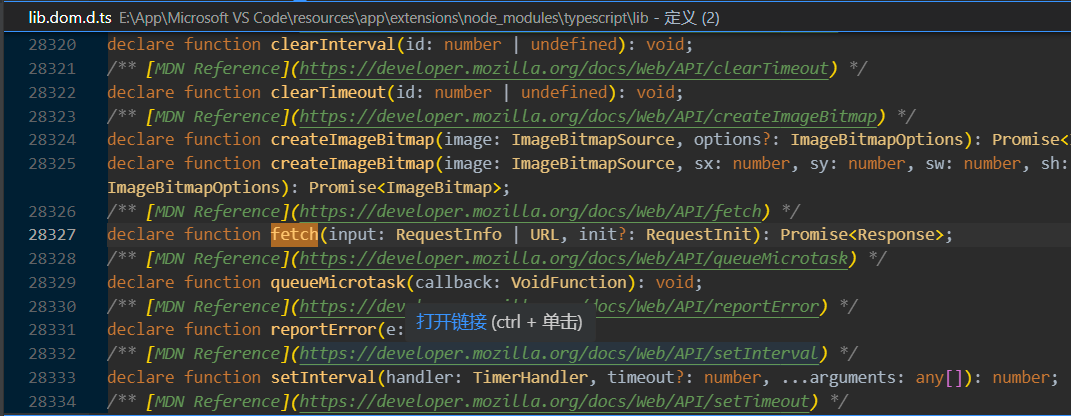 lib.dom.d.ts E:\App\Microsoft VS Code\resources\app\extensions\node_modules\typescript\lib - 定义 (2)
28320 declare function clearInterval(id: number | undefined): void;
28321 /** [MDN Reference](https://developer.mozilla.org/docs/Web/API/clearTimeout) */
28322 declare function clearTimeout(id: number | undefined): void;
28323 /** [MDN Reference](https://developer.mozilla.org/docs/Web/API/createImageBitmap) */
28324 declare function createImageBitmap(image: ImageBitmapSource, options?: ImageBitmapOptions): Promise<
28325 declare function createImageBitmap(image: ImageBitmapSource, sx: number, sy: number, sw: number, sh:
ImageBitmapOptions): Promise<ImageBitmap>;
28326 /** [MDN Reference](https://developer.mozilla.org/docs/Web/API/fetch) */
28327 declare function fetch(input: RequestInfo | URL, init?: RequestInit): Promise<Response>;
28328 /** [MDN Reference](https://developer.mozilla.org/docs/Web/API/queueMicrotask) */
28329 declare function queueMicrotask(callback: VoidFunction): void;
28330 /** [MDN Reference](https://developer.mozilla.org/docs/Web/API/reportError) */
28331 declare function reportError(e:
打开链接 (ctrl + 单击)
28332 /** [MDN Reference](https://developer.mozilla.org/docs/Web/API/setInterval) */
28333 declare function setInterval(handler: TimerHandler, timeout?: number, ...arguments: any[]): number;
28334 /** [MDN Reference](https://developer.mozilla.org/docs/Web/API/setTimeout) */